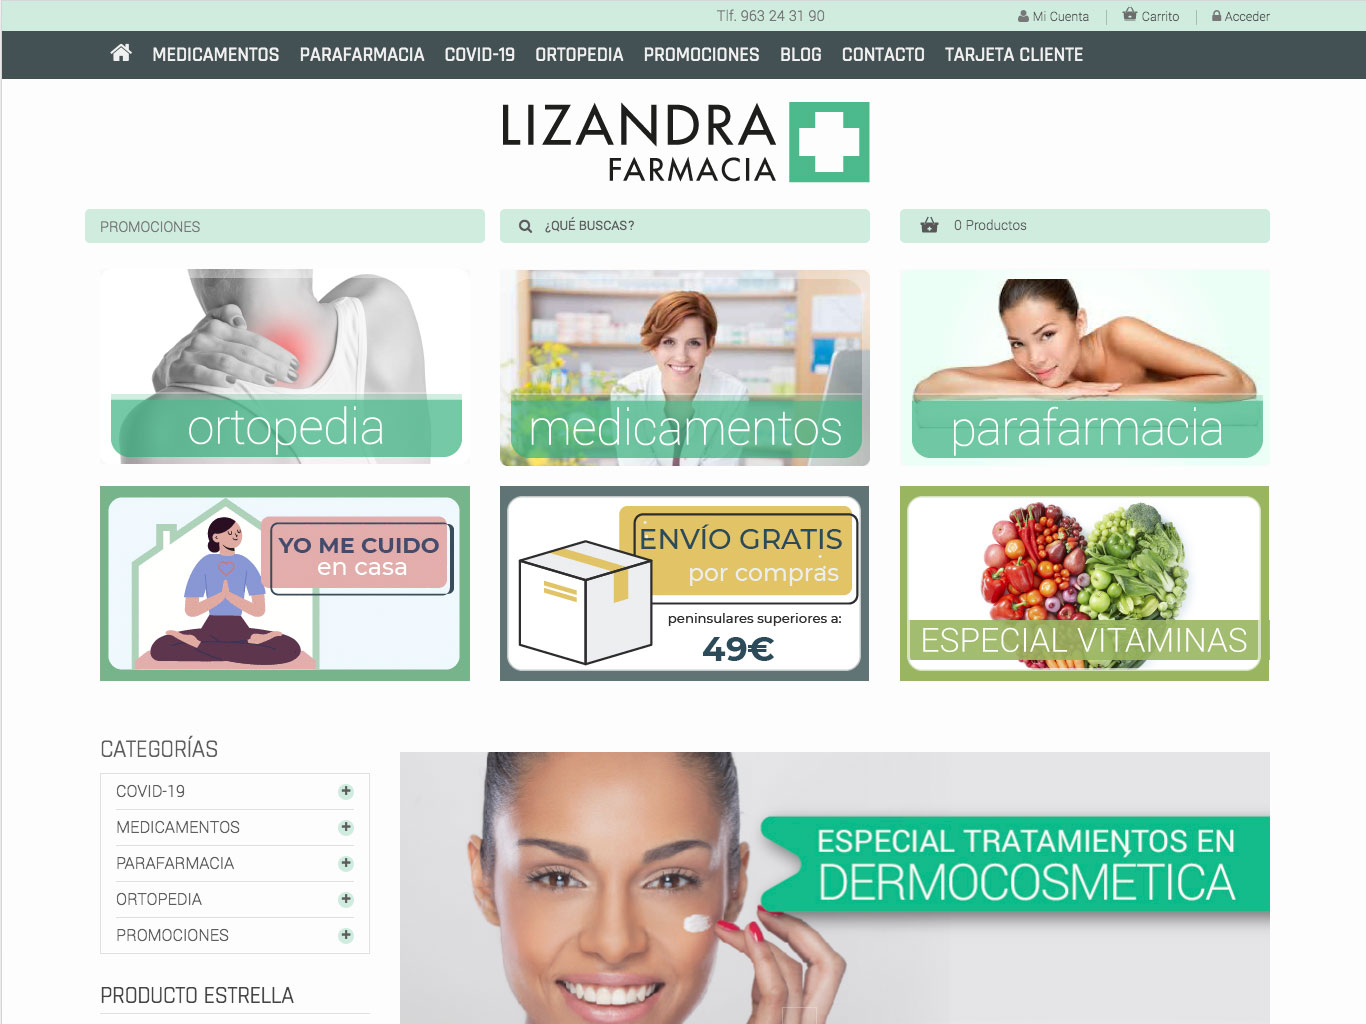 Tlf. 963 24 31 90
Mi Cuenta
Carrito
Acceder
MEDICAMENTOS PARAFARMACIA COVID-19 ORTOPEDIA PROMOCIONES BLOG CONTACTO TARJETA CLIENTE
LIZANDRA
FARMACIA
PROMOCIONES
¿QUÉ BUSCAS?
0 Productos
ortopedia
medicamentos
parafarmacia
YO ME CUIDO
en casa
ENVÍO GRATIS
por compras
peninsulares superiores a:
49€
ESPECIAL VITAMINAS
CATEGORÍAS
COVID-19
MEDICAMENTOS
PARAFARMACIA
ORTOPEDIA
PROMOCIONES
PRODUCTO ESTRELLA
ESPECIAL TRATAMIENTOS EN
DERMOCOSMÉTICA